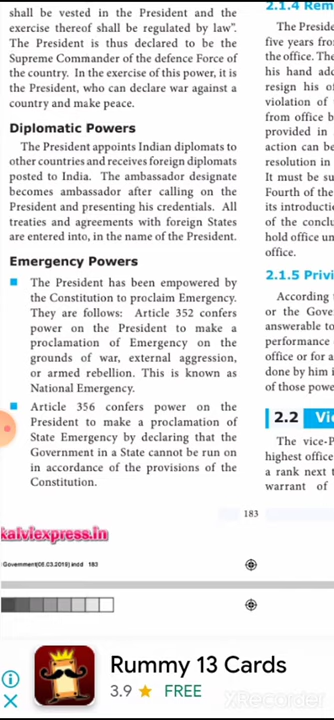 shall be vested in the President and the
exercise thereof shall be regulated by law”.
The President is thus declared to be the
Supreme Commander of the defence Force of
the country. In the exercise of this power, it is
the President, who can declare war against a
country and make peace.
Diplomatic Powers
The President appoints Indian diplomats to
other countries and receives foreign diplomats
posted to India. The ambassador designate
becomes ambassador after calling on the
President and presenting his credentials. All
treaties and agreements with foreign States
are entered into, in the name of the President.
Emergency Powers
The President has been empowered by
the Constitution to proclaim Emergency.
They are follows: Article 352 confers
power on the President to make a
proclamation of Emergency on the
grounds of war, external aggression,
or armed rebellion. This is known as
National Emergency.
Article 356 confers power on the
President to make a proclamation of
State Emergency by declaring that the
Government in a State cannot be run on
in accordance of the provisions of the
Constitution.
2.1.4 Rem
The Preside
five years from
the office. The
his hand add
resign his of
violation of
from office b
provided in
action can be
resolution in
It must be su
Fourth of the
its introducti
of the conclu
hold office un
office.
2.1.5 Privi
According t
or the Gover
answerable to
performance
office or for a
done by him i
of those powe
2.2 Vi
The vice-P
highest office
a rank next t
warrant of
183
kalviexpress.in
Government(08.03.2019).indd 183
Rummy 13 Cards
3.9 ★ FREE
XRecorder